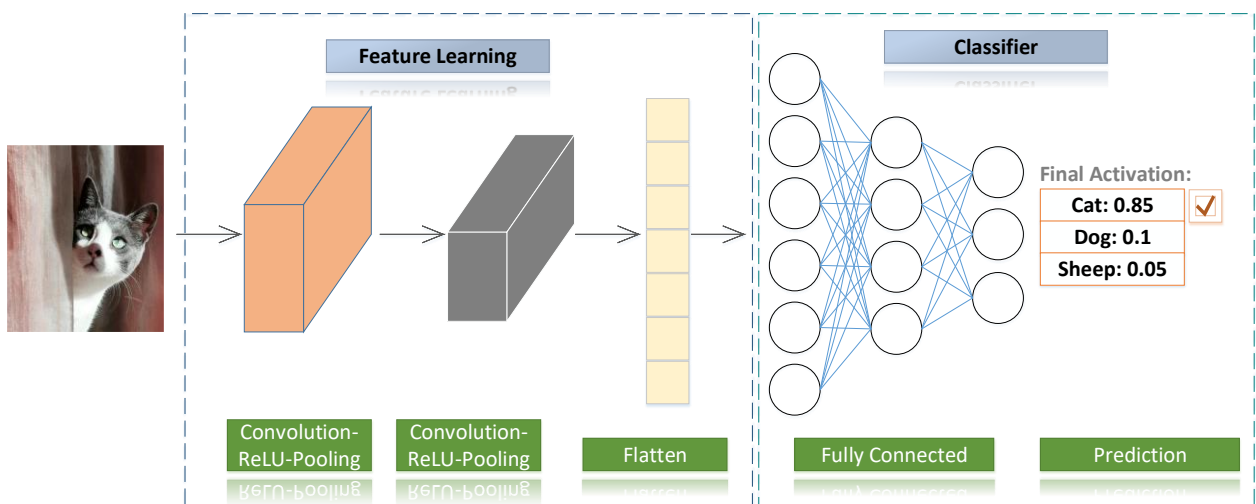 Feature Learning
Classifier
Final Activation:
Cat: 0.85
Dog: 0.1
Sheep: 0.05
Convolution-
ReLU-Pooling
Convolution-
ReLU-Pooling
Flatten
Fully Connected
Prediction